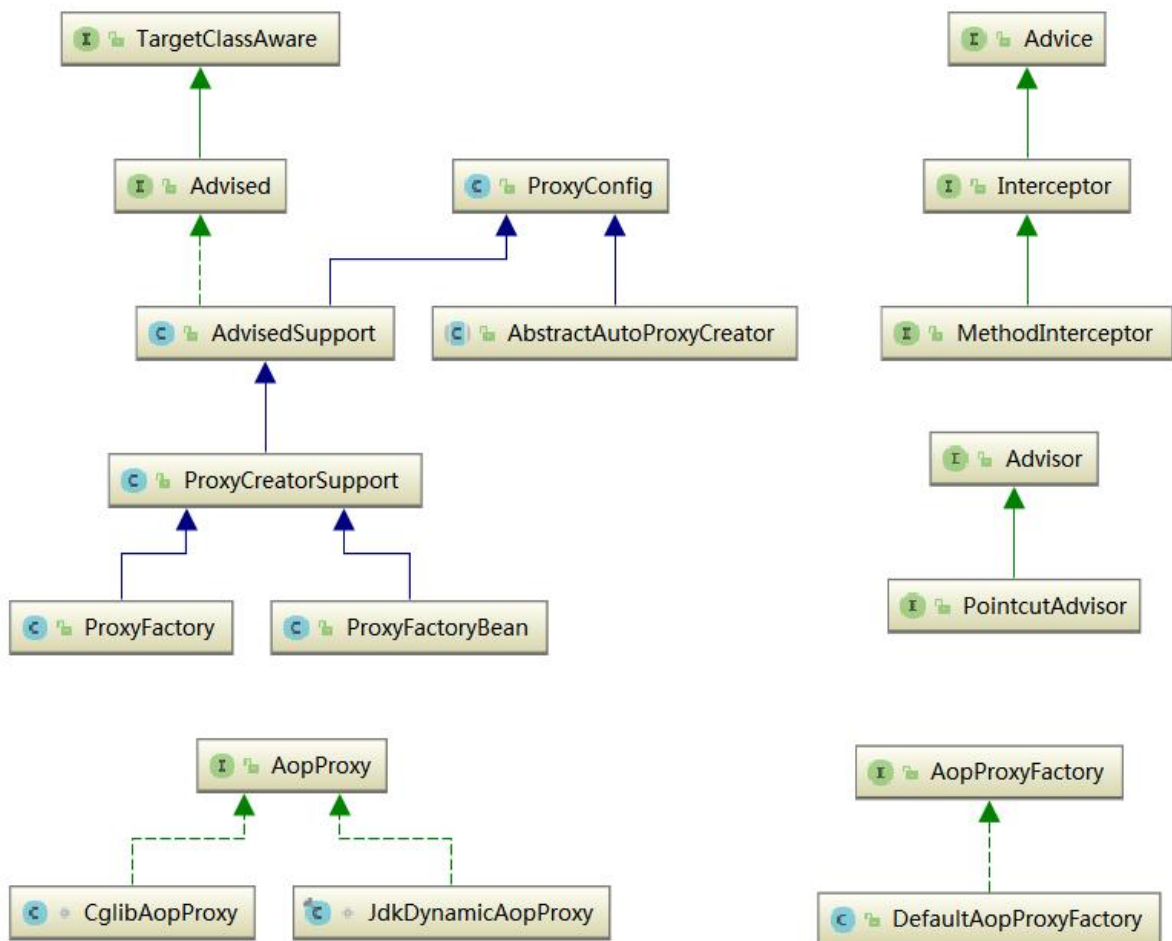 TargetClassAware
Advice
Advised
ProxyConfig
Interceptor
AdvisedSupport
AbstractAutoProxyCreator
MethodInterceptor
Advisor
ProxyCreatorSupport
PointcutAdvisor
ProxyFactory
ProxyFactoryBean
AopProxy
AopProxyFactory
CglibAopProxy
JdkDynamicAopProxy
DefaultAopProxyFactory